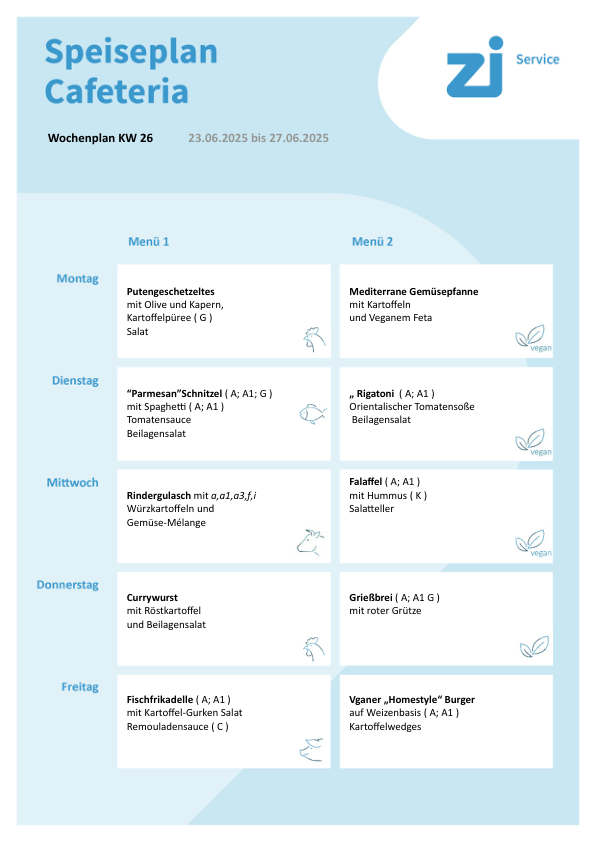 Speiseplan
Cafeteria
zi Service
Wochenplan KW 26 23.06.2025 bis 27.06.2025
Menü 1 Menü 2
Montag
Putengeschetzeltes
mit Olive und Kapern,
Kartoffelpüree ( G )
Salat
Mediterrane Gemüsepfanne
mit Kartoffeln
und Veganem Feta
vegan
Dienstag
“Parmesan”Schnitzel ( A; A1; G )
mit Spaghetti ( A; A1 )
Tomatensauce
Beilagensalat
„ Rigatoni ( A; A1 )
Orientalischer Tomatensoße
Beilagensalat
vegan
Mittwoch
Rindergulasch mit a,a1,a3,f,i
Würzkartoffeln und
Gemüse-Mélange
Falaffel ( A; A1 )
mit Hummus ( K )
Salatteller
vegan
Donnerstag
Currywurst
mit Röstkartoffel
und Beilagensalat
Grießbrei ( A; A1 G )
mit roter Grütze
Freitag
Fischfrikadelle ( A; A1 )
mit Kartoffel-Gurken Salat
Remouladensauce ( C )
Vganer „Homestyle“ Burger
auf Weizenbasis ( A; A1 )
Kartoffelwedges